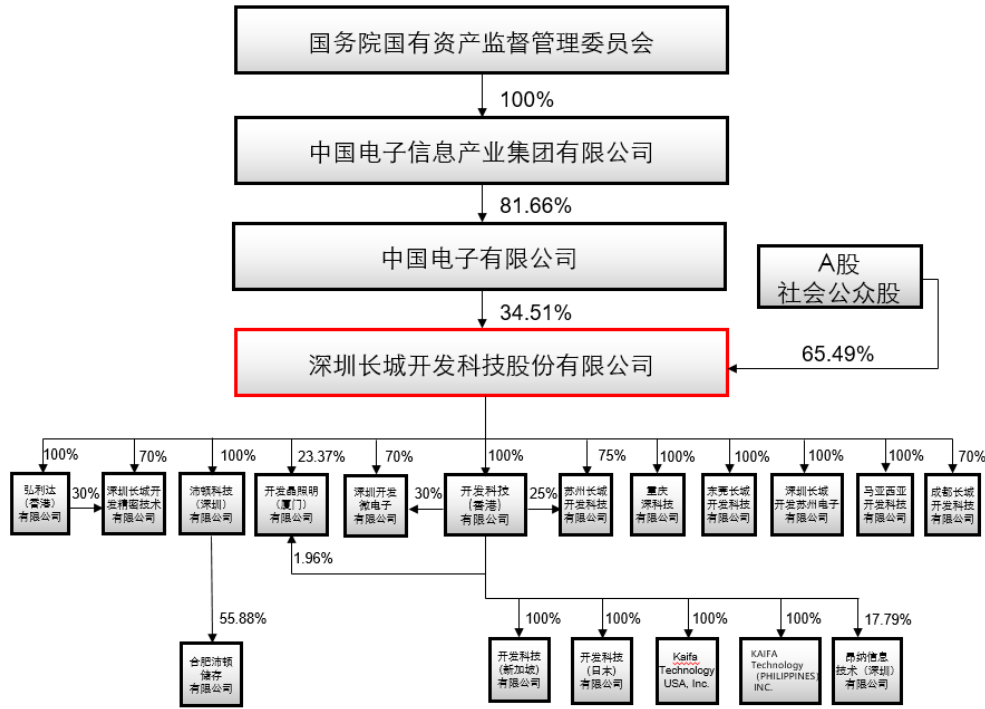 国务院国有资产监督管理委员会
100%
中国电子信息产业集团有限公司
81.66%
中国电子有限公司
A股
社会公众股
34.51%
65.49%
深圳长城开发科技股份有限公司
100%
70%
100%
23.37%
70%
100%
75%
100%
100%
100%
100%
70%
弘利达
（香港）
有限公司
30%
深圳长城开
发精密技术
有限公司
沛顿科技
（深圳）
有限公司
开发晶照明
（厦门）
有限公司
深圳开发
微电子
有限公司
30%
开发科技
（香港）
有限公司
25%
苏州长城
开发科技
有限公司
重庆
深科技
有限公司
东莞长城
开发科技
有限公司
深圳长城
开发苏州电子
有限公司
马亚西亚
开发科技
有限公司
成都长城
开发科技
有限公司
1.96%
55.88%
100%
100%
100%
100%
17.79%
合肥沛顿
储存
有限公司
开发科技
(新加坡)
有限公司
开发科技
（日本）
有限公司
Kaifa
Technology
USA, Inc.
KAIFA
Technology
（PHILIPPINES）
INC.
昂纳信息
技术（深圳）
有限公司